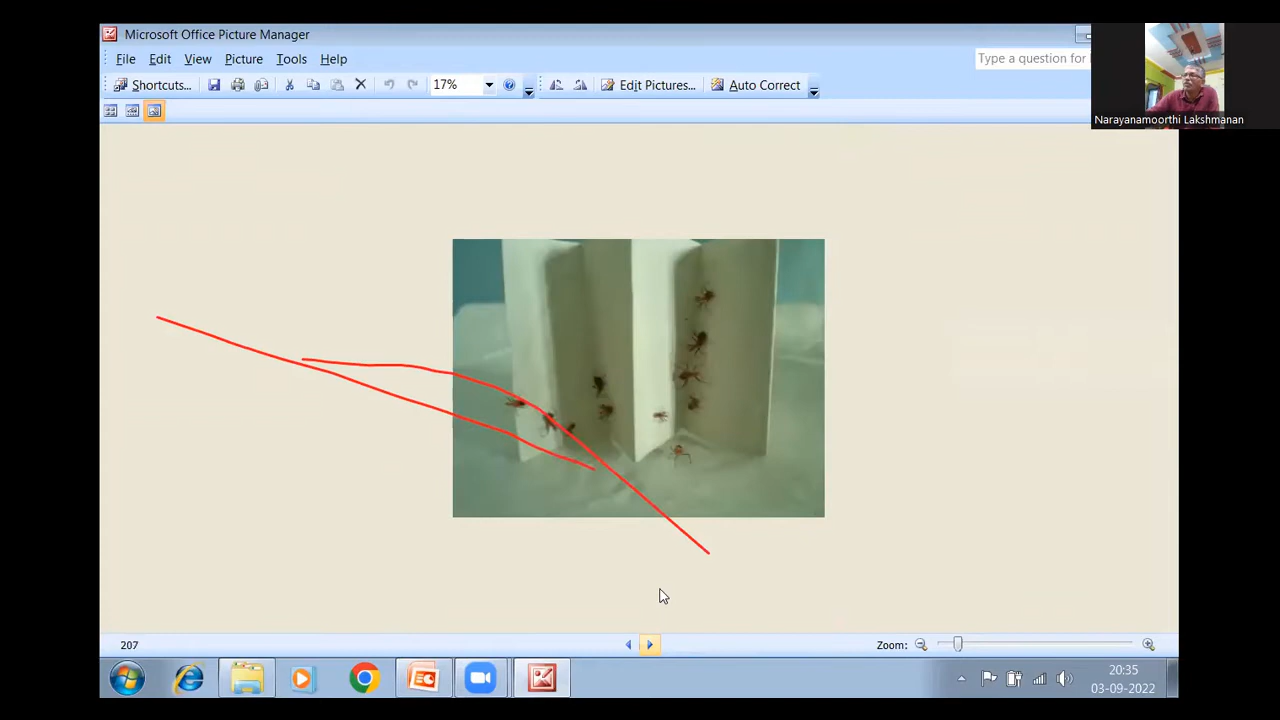 Microsoft Office Picture Manager
File Edit View Picture Tools Help
Type a question for
Shortcuts... 17% Edit Pictures... Auto Correct
Narayanamoorthi Lakshmanan
207
Zoom:
20:35
03-09-2022